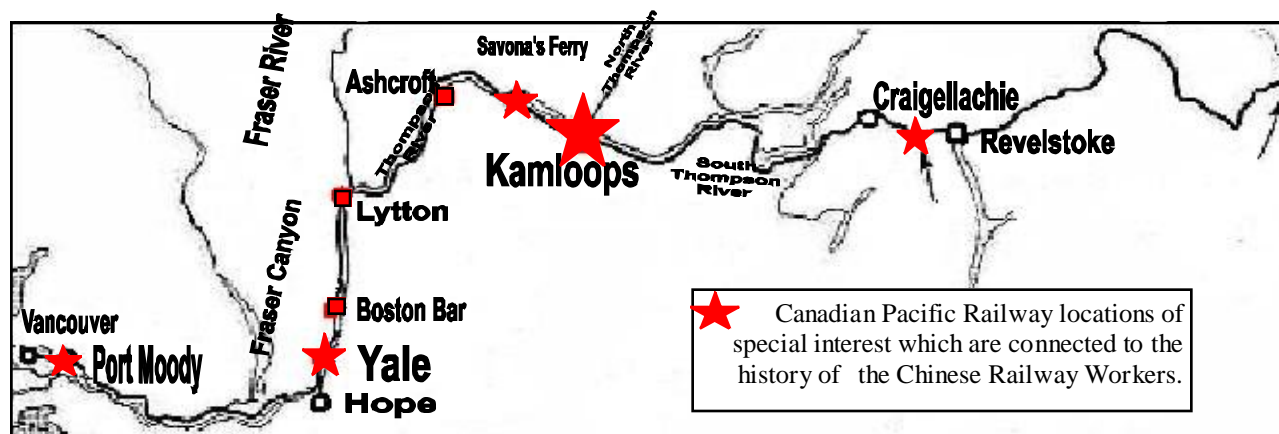 Fraser River
Savona's Ferry
North
Thompson
River
Ashcroft
Thompson
River
Craigellachie
Revelstoke
Kamloops
South
Thompson
River
Lytton
Fraser Canyon
Boston Bar
Vancouver
Port Moody
Yale
Hope
Canadian Pacific Railway locations of
special interest which are connected to the
history of the Chinese Railway Workers.